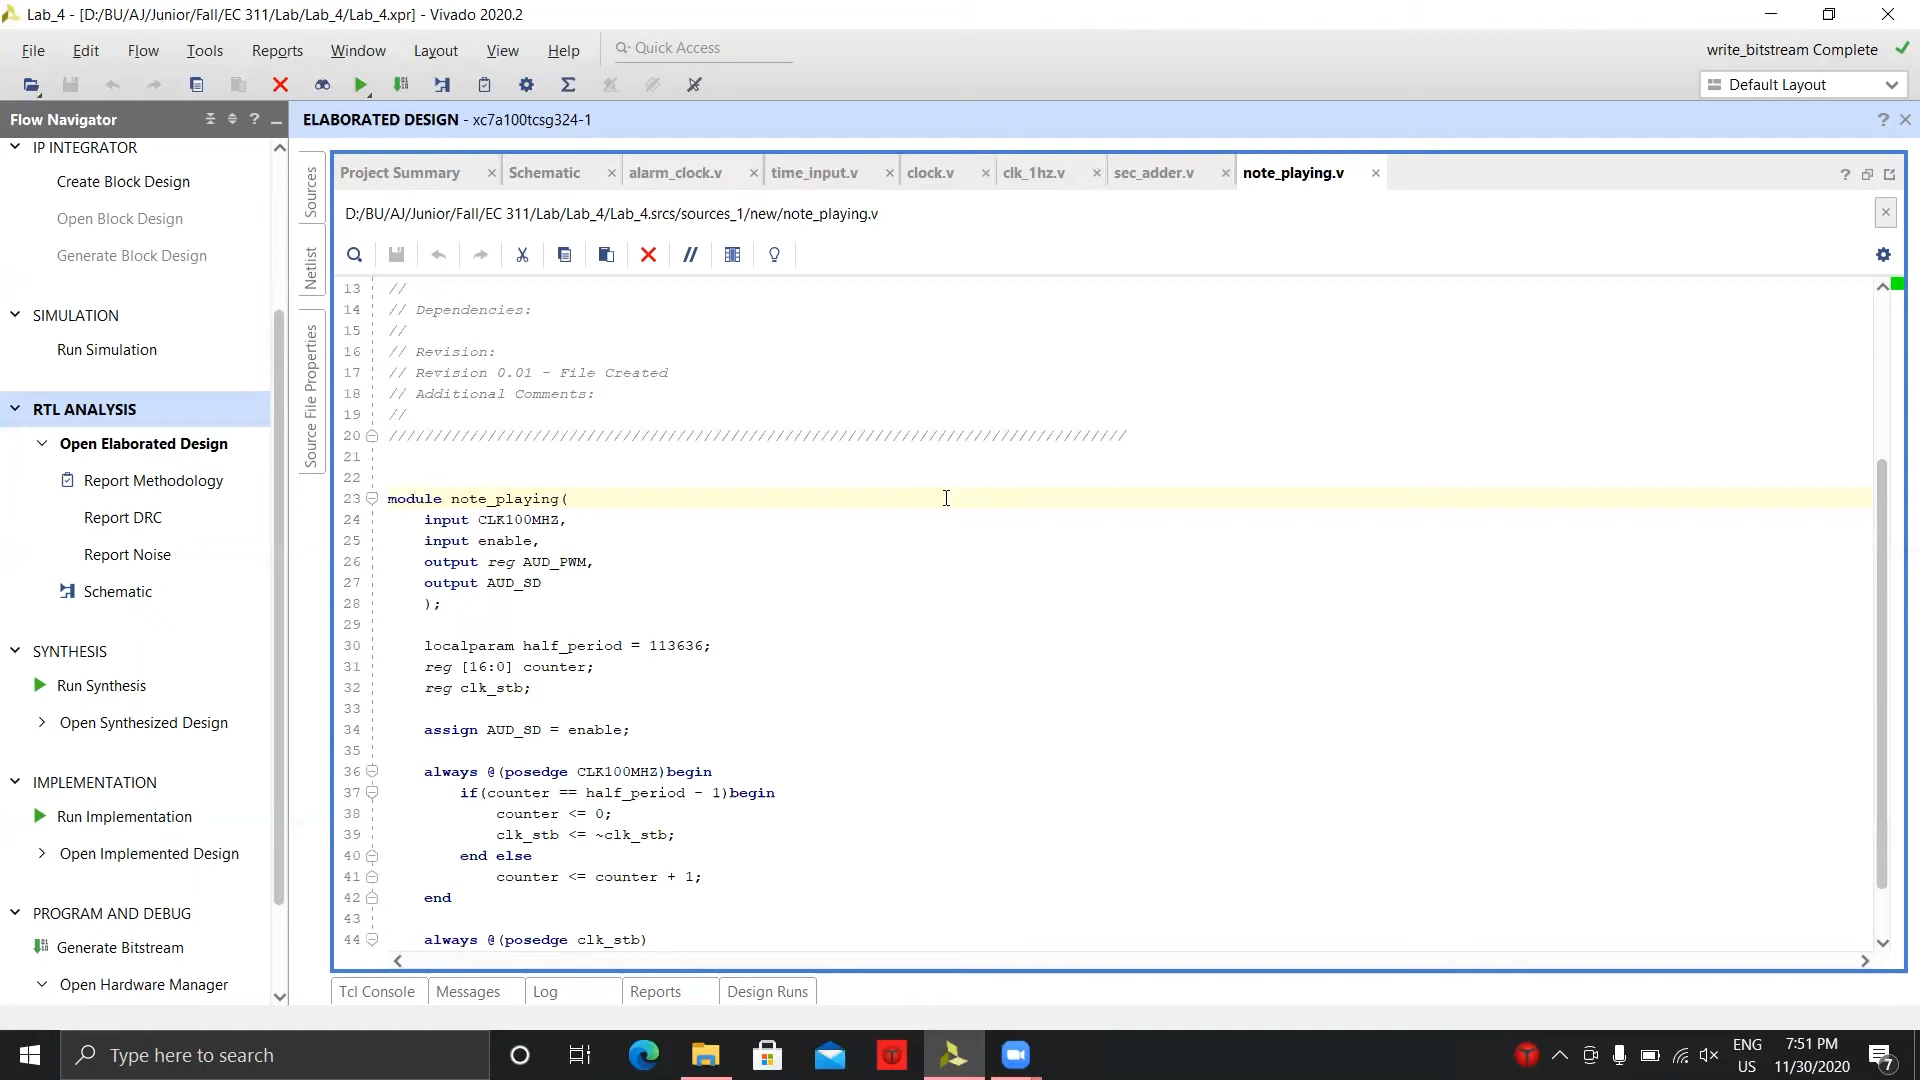 Lab_4 - [D:/BU/AJ/Junior/Fall/EC 311/Lab/Lab_4/Lab_4.xpr] - Vivado 2020.2
File Edit Flow Tools Reports Window Layout View Help Quick Access
write_bitstream Complete
Default Layout
Flow Navigator
ELABORATED DESIGN - xc7a100tcsg324-1
IP INTEGRATOR
Create Block Design
Open Block Design
Generate Block Design
SIMULATION
Run Simulation
RTL ANALYSIS
Open Elaborated Design
Report Methodology
Report DRC
Report Noise
Schematic
SYNTHESIS
Run Synthesis
Open Synthesized Design
IMPLEMENTATION
Run Implementation
Open Implemented Design
PROGRAM AND DEBUG
Generate Bitstream
Open Hardware Manager
Sources
Netlist
Source File Properties
Project Summary Schematic alarm_clock.v time_input.v clock.v clk_1hz.v sec_adder.v note_playing.v
D:/BU/AJ/Junior/Fall/EC 311/Lab/Lab_4/Lab_4.srcs/sources_1/new/note_playing.v
13 //
14 // Dependencies:
15 //
16 // Revision:
17 // Revision 0.01 - File Created
18 // Additional Comments:
19 //
20 //////////////////////////////////////////////////////////////////////////////////
21
22
23 module note_playing(
24 input CLK100MHZ,
25 input enable,
26 output reg AUD_PWM,
27 output AUD_SD
28 );
29
30 localparam half_period = 113636;
31 reg [16:0] counter;
32 reg clk_stb;
33
34 assign AUD_SD = enable;
35
36 always @(posedge CLK100MHZ)begin
37 if(counter == half_period - 1)begin
38 counter <= 0;
39 clk_stb <= ~clk_stb;
40 end else
41 counter <= counter + 1;
42 end
43
44 always @(posedge clk_stb)
Tcl Console Messages Log Reports Design Runs
Type here to search
ENG
US
7:51 PM
11/30/2020
7